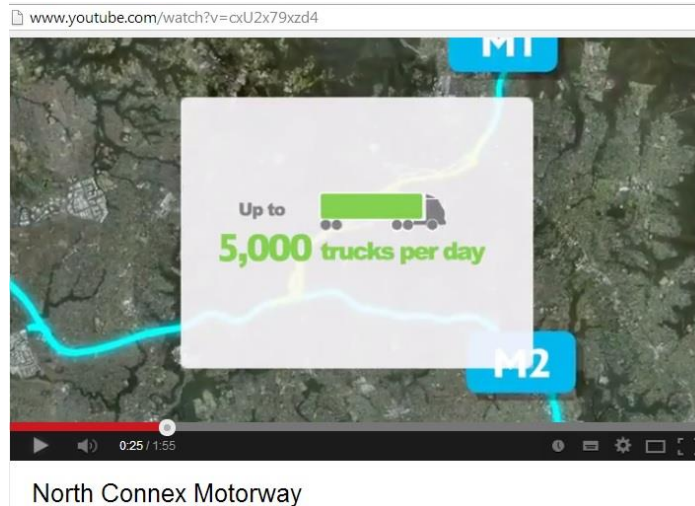 www.youtube.com/watch?v=cxU2x79xzd4
M1
Up to
5,000 trucks per day
M2
0:25 / 1:55
North Connex Motorway